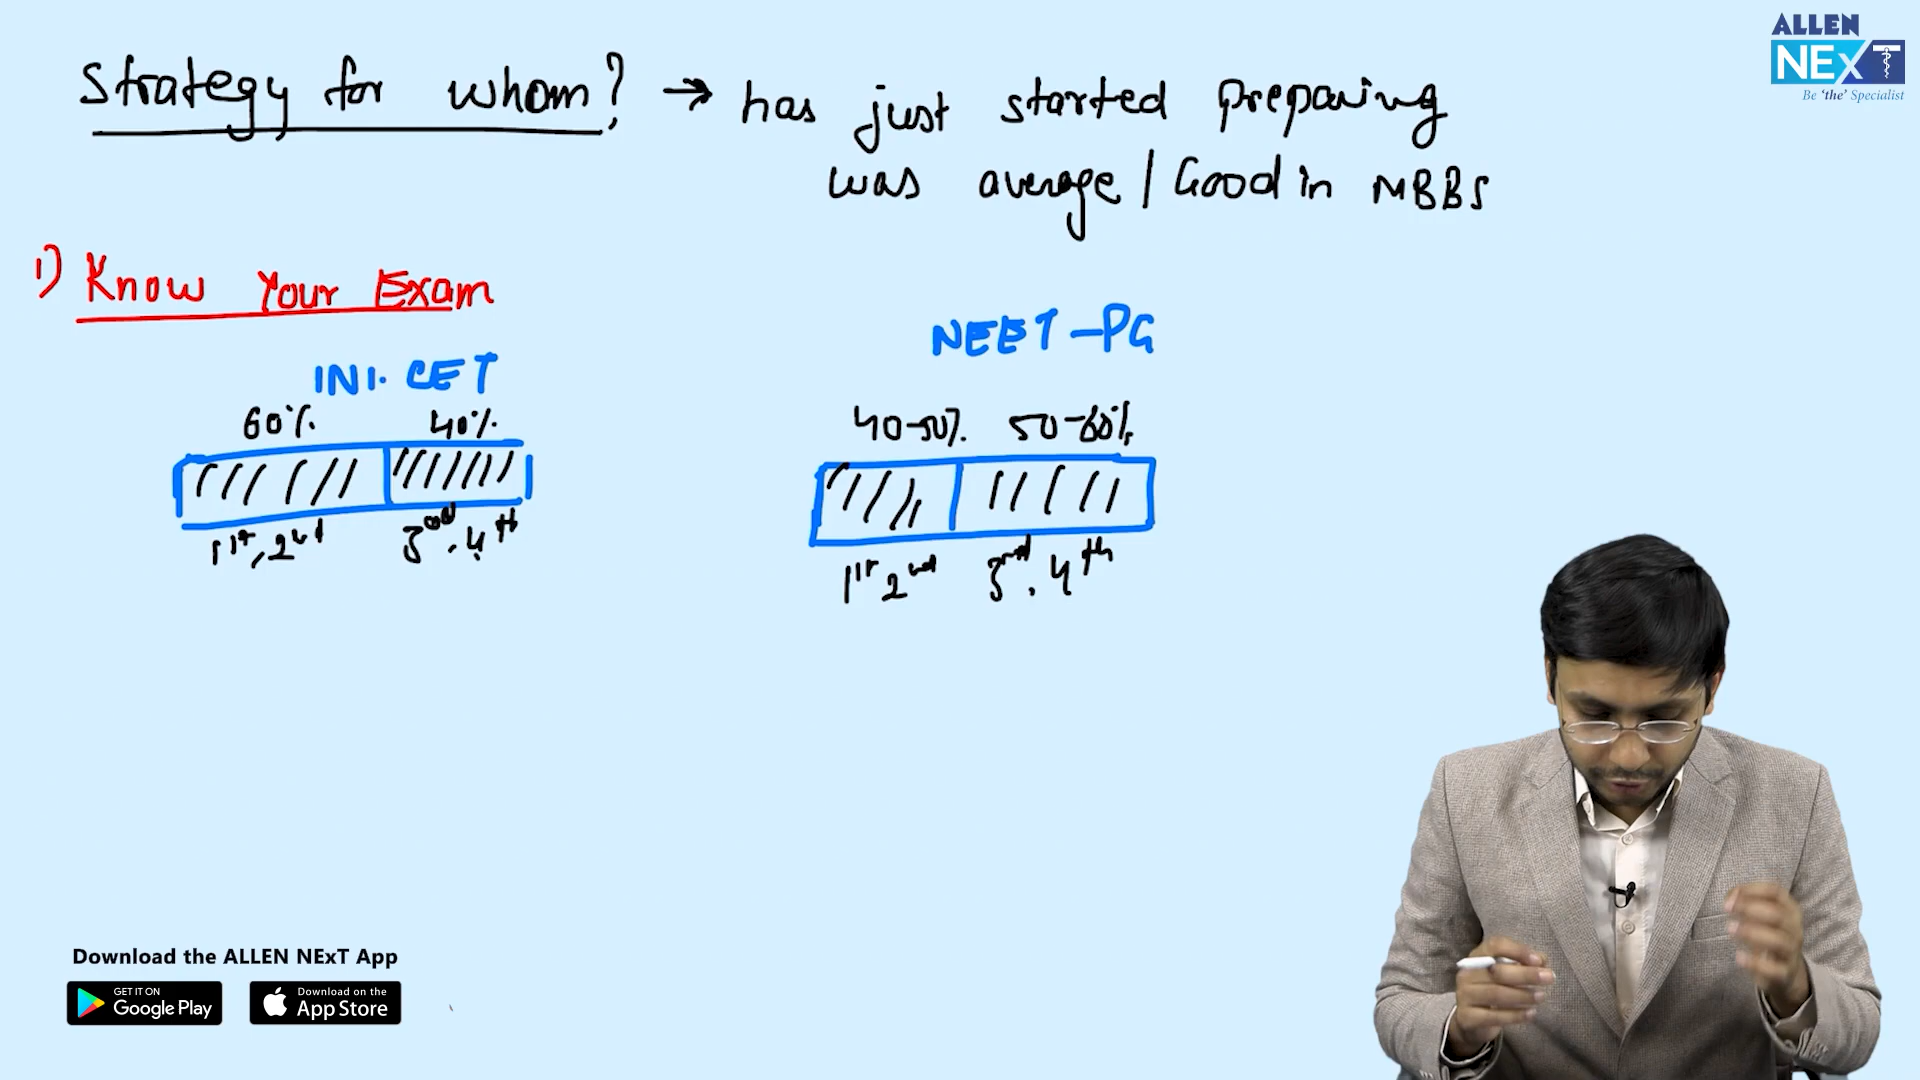 ALLEN
NExT
Be 'the' Specialist
Strategy for whom? → has just started preparing
was average / Good in MBBS
1) Know Your Exam
INI. CET
NEET-PG
60% 40%
40-50% 50-60%
1st, 2nd 3rd, 4th
1st 2nd 3rd, 4th
Download the ALLEN NExT App
GET IT ON
Google Play
Download on the
App Store